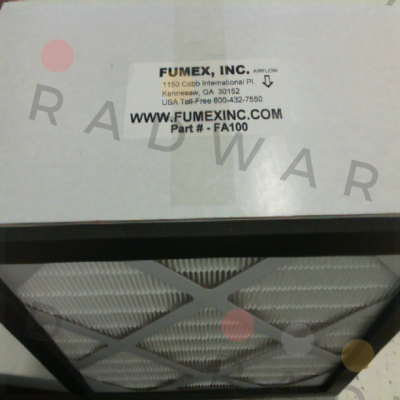 FUMEX, INC. AIRFLOW
1150 Cobb International Pl.
Kennesaw, GA 30152
USA Toll-Free 800-432-7550
WWW.FUMEXINC.COM
Part # - FA100
RADWAR